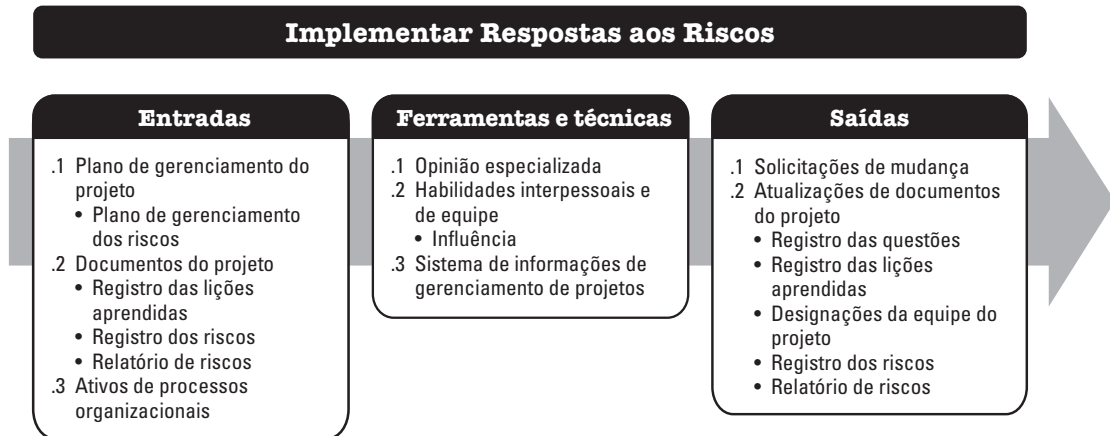 Implementar Respostas aos Riscos
Entradas
.1 Plano de gerenciamento do
projeto
• Plano de gerenciamento
dos riscos
.2 Documentos do projeto
• Registro das lições
aprendidas
• Registro dos riscos
• Relatório de riscos
.3 Ativos de processos
organizacionais
Ferramentas e técnicas
.1 Opinião especializada
.2 Habilidades interpessoais e
de equipe
• Influência
.3 Sistema de informações de
gerenciamento de projetos
Saídas
.1 Solicitações de mudança
.2 Atualizações de documentos
do projeto
• Registro das questões
• Registro das lições
aprendidas
• Designações da equipe do
projeto
• Registro dos riscos
• Relatório de riscos